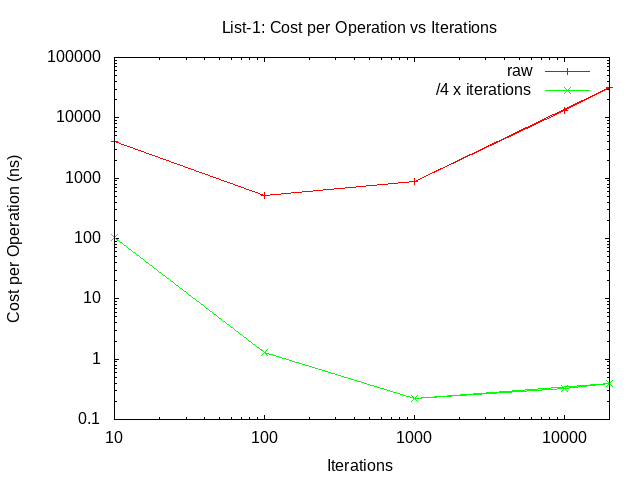 List-1: Cost per Operation vs Iterations
100000
10000
1000
100
10
1
0.1
Cost per Operation (ns)
raw
/4 x iterations
10
100
1000
10000
Iterations